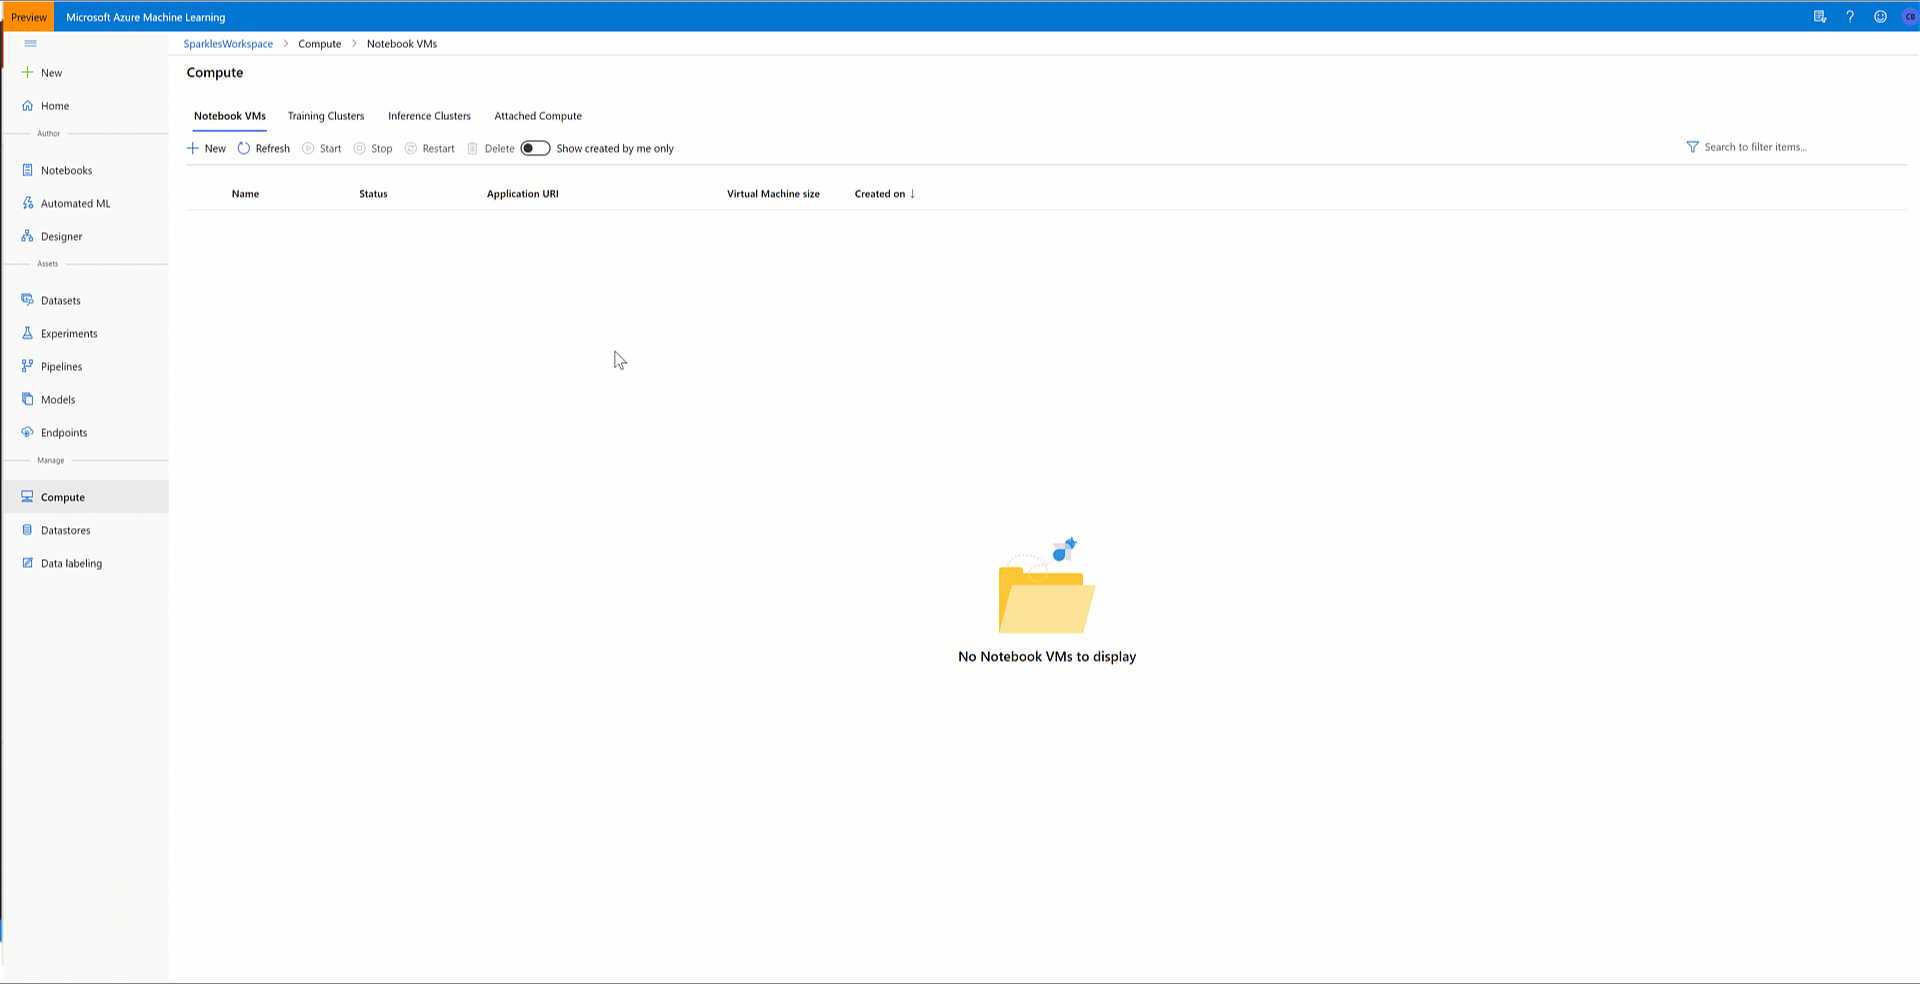 Preview Microsoft Azure Machine Learning ? CB
SparklesWorkspace > Compute > Notebook VMs
New
Home
Author
Notebooks
Automated ML
Designer
Assets
Datasets
Experiments
Pipelines
Models
Endpoints
Manage
Compute
Datastores
Data labeling
Compute
Notebook VMs Training Clusters Inference Clusters Attached Compute
New Refresh Start Stop Restart Delete Show created by me only Search to filter items...
Name Status Application URI Virtual Machine size Created on ↓
No Notebook VMs to display